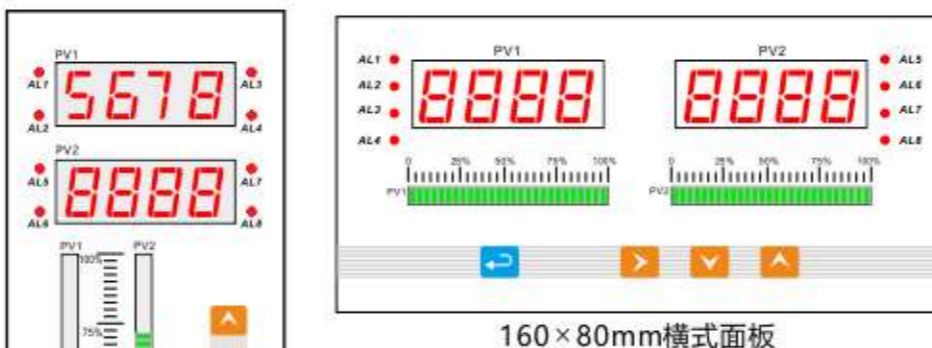 PV1
AL1
5678
AL3
AL2
AL4
PV2
AL5
8888
AL7
AL6
AL8
PV1
PV2
100%
75%
PV1
PV2
AL1
AL2
AL3
AL4
8888
8888
AL5
AL6
AL7
AL8
0 25% 50% 75% 100%
0 25% 50% 75% 100%
PV1
PV2
160×80mm横式面板